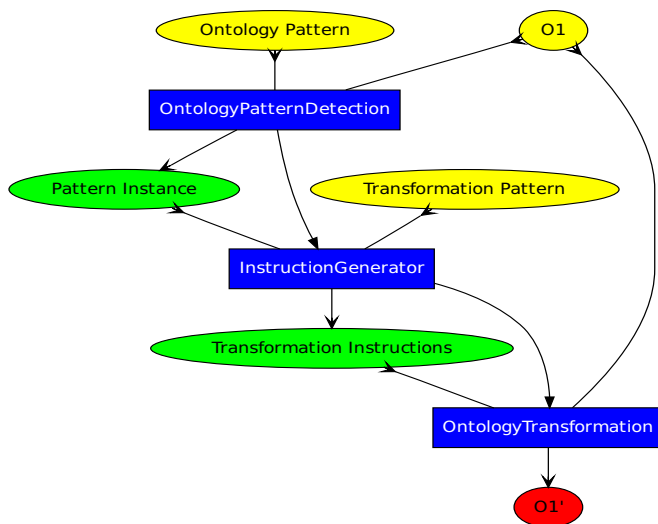 Ontology Pattern
O1
OntologyPatternDetection
Pattern Instance
Transformation Pattern
InstructionGenerator
Transformation Instructions
OntologyTransformation
O1'